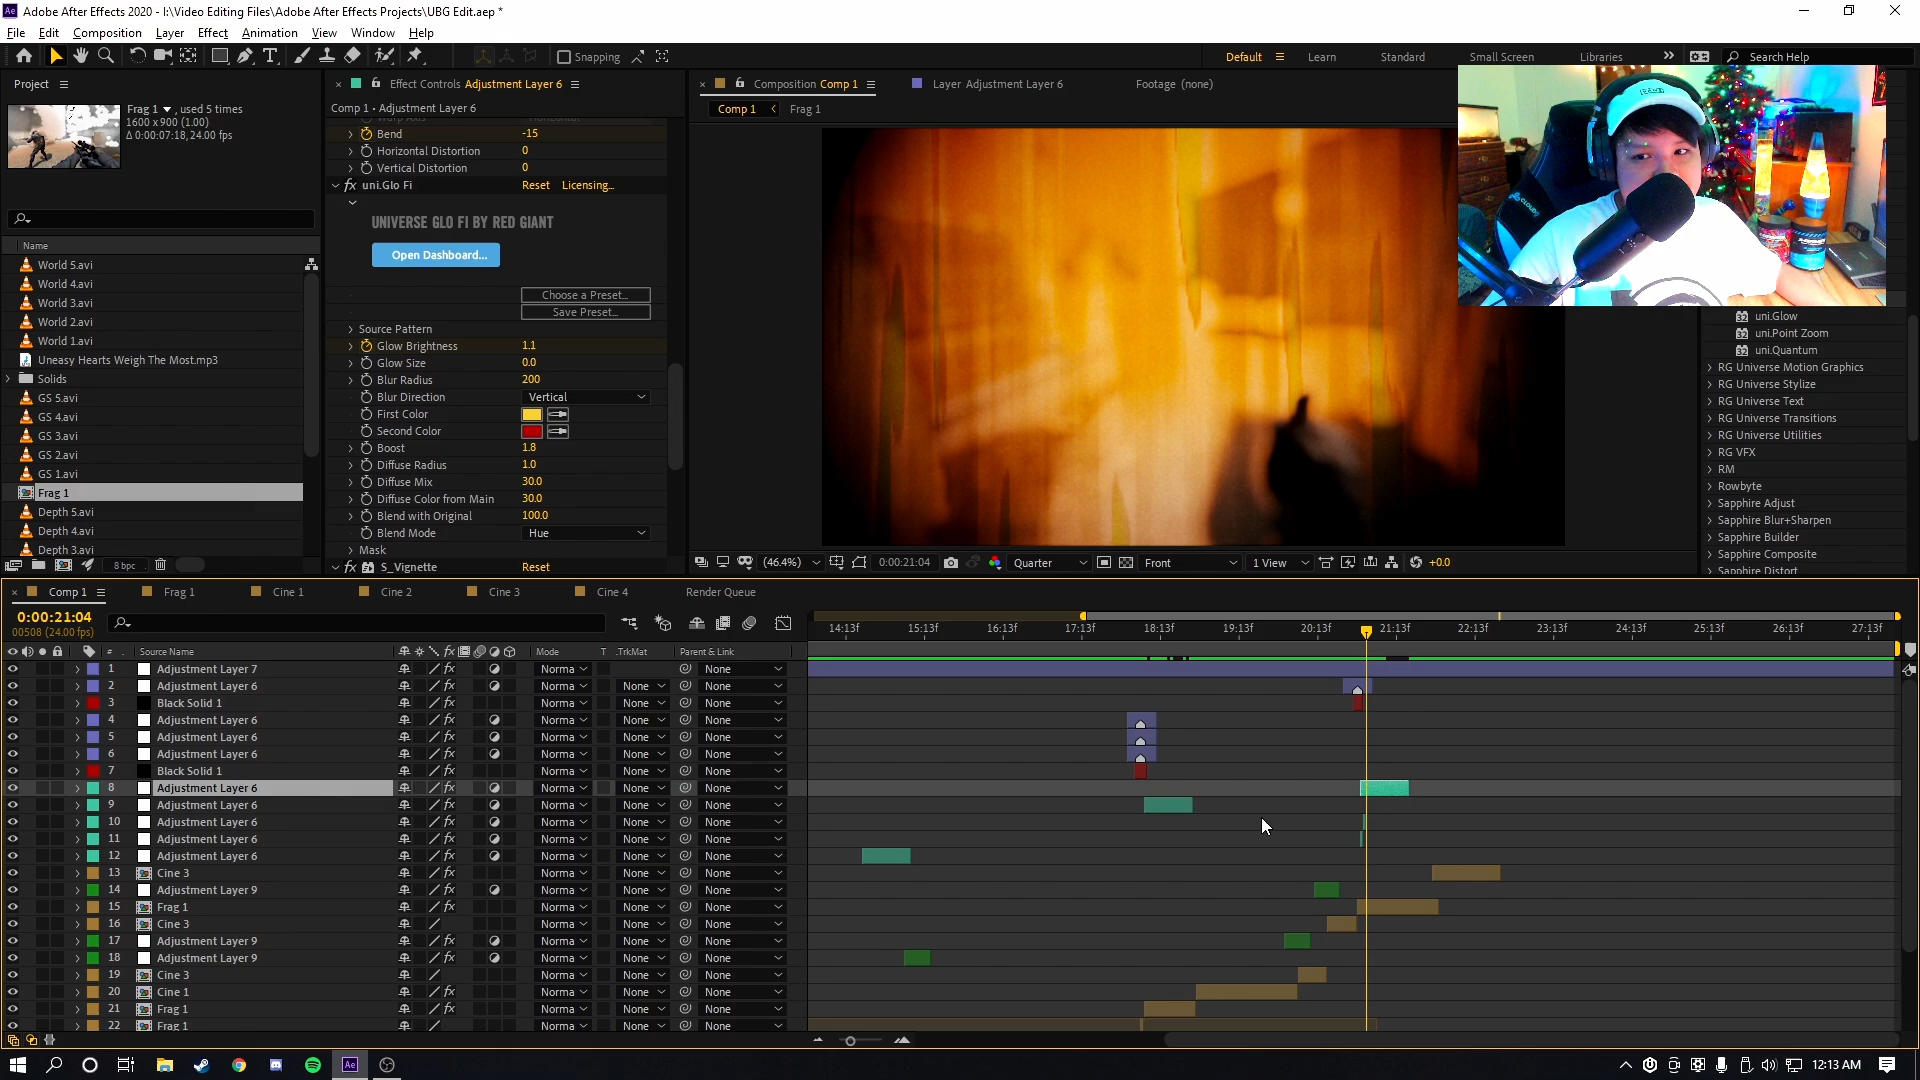 Adobe After Effects 2020 - I:\Video Editing Files\Adobe After Effects Projects\UBG Edit.aep *
File Edit Composition Layer Effect Animation View Window Help
Snapping Default Learn Standard Small Screen Libraries Search Help
Project
Frag 1 , used 5 times
1600 x 900 (1.00)
Δ 0:00:07:18, 24.00 fps
Name
World 5.avi
World 4.avi
World 3.avi
World 2.avi
World 1.avi
Uneasy Hearts Weigh The Most.mp3
Solids
GS 5.avi
GS 4.avi
GS 3.avi
GS 2.avi
GS 1.avi
Frag 1
Depth 5.avi
Depth 4.avi
Depth 3.avi
8 bpc
Effect Controls Adjustment Layer 6
Comp 1 • Adjustment Layer 6
Warp Axis Horizontal
Bend -15
Horizontal Distortion 0
Vertical Distortion 0
fx uni.Glo Fi Reset Licensing...
UNIVERSE GLO FI BY RED GIANT
Open Dashboard...
Choose a Preset...
Save Preset...
Source Pattern
Glow Brightness 1.1
Glow Size 0.0
Blur Radius 200
Blur Direction Vertical
First Color
Second Color
Boost 1.8
Diffuse Radius 1.0
Diffuse Mix 30.0
Diffuse Color from Main 30.0
Blend with Original 100.0
Blend Mode Hue
Mask
fx S_Vignette Reset
Composition Comp 1 Layer Adjustment Layer 6 Footage (none)
Comp 1 Frag 1
(46.4%) 0:00:21:04 Quarter Front 1 View +0.0
uni.Glow
uni.Point Zoom
uni.Quantum
RG Universe Motion Graphics
RG Universe Stylize
RG Universe Text
RG Universe Transitions
RG Universe Utilities
RG VFX
RM
Rowbyte
Sapphire Adjust
Sapphire Blur+Sharpen
Sapphire Builder
Sapphire Composite
Sapphire Distort
Comp 1 Frag 1 Cine 1 Cine 2 Cine 3 Cine 4 Render Queue
0:00:21:04
00508 (24.00 fps)
14:13f 15:13f 16:13f 17:13f 18:13f 19:13f 20:13f 21:13f 22:13f 23:13f 24:13f 25:13f 26:13f 27:13f
# Source Name fx Mode T .TrkMat Parent & Link
1 Adjustment Layer 7 fx Norma None
2 Adjustment Layer 6 fx Norma None None
3 Black Solid 1 Norma None None
4 Adjustment Layer 6 fx Norma None None
5 Adjustment Layer 6 fx Norma None None
6 Adjustment Layer 6 fx Norma None None
7 Black Solid 1 Norma None None
8 Adjustment Layer 6 fx Norma None None
9 Adjustment Layer 6 fx Norma None None
10 Adjustment Layer 6 fx Norma None None
11 Adjustment Layer 6 fx Norma None None
12 Adjustment Layer 6 fx Norma None None
13 Cine 3 fx Norma None None
14 Adjustment Layer 9 fx Norma None None
15 Frag 1 fx Norma None None
16 Cine 3 Norma None None
17 Adjustment Layer 9 fx Norma None None
18 Adjustment Layer 9 fx Norma None None
19 Cine 3 Norma None None
20 Cine 1 fx Norma None None
21 Frag 1 fx Norma None None
22 Frag 1 Norma None None
12:13 AM